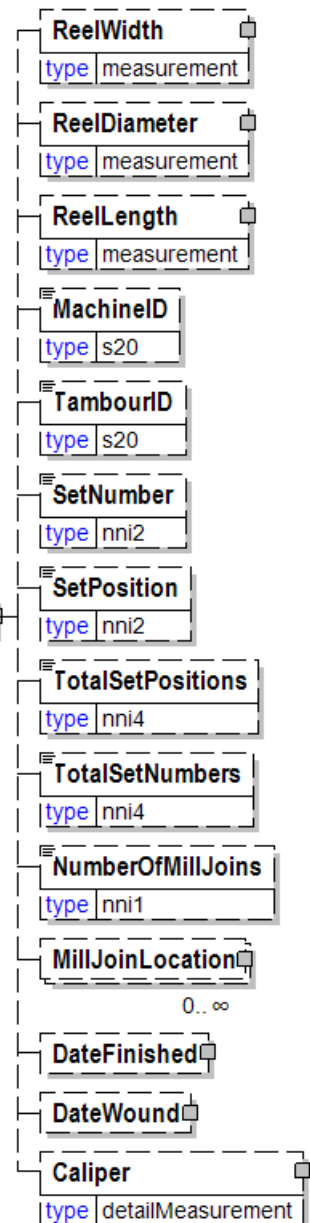 ReelWidth
type measurement
ReelDiameter
type measurement
ReelLength
type measurement
MachineID
type s20
TambourID
type s20
SetNumber
type nni2
SetPosition
type nni2
TotalSetPositions
type nni4
TotalSetNumbers
type nni4
NumberOfMillJoins
type nni1
MillJoinLocation
0.. ∞
DateFinished
DateWound
Caliper
type detailMeasurement